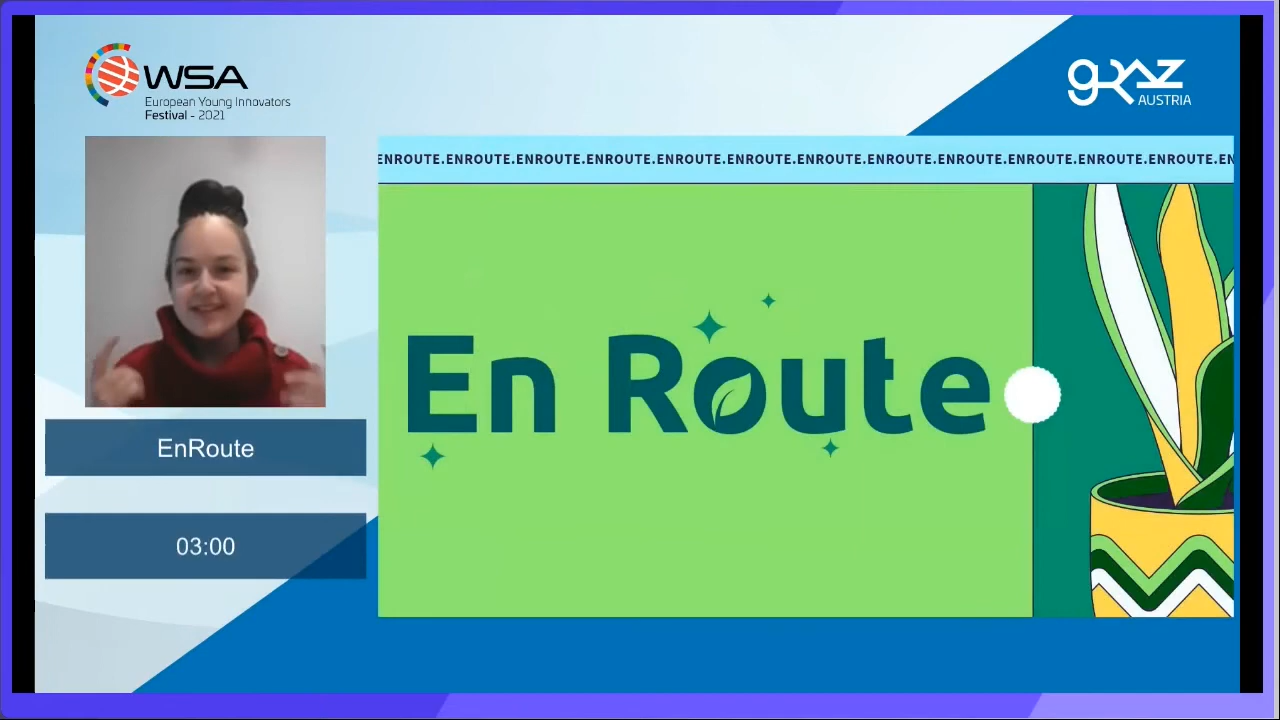 WSA
European Young Innovators
Festival - 2021
GRAZ
AUSTRIA
ENROUTE.ENROUTE.ENROUTE.ENROUTE.ENROUTE.ENROUTE.ENROUTE.ENROUTE.ENROUTE.ENROUTE.ENROUTE.ENROUTE.EN
En Route
EnRoute
03:00